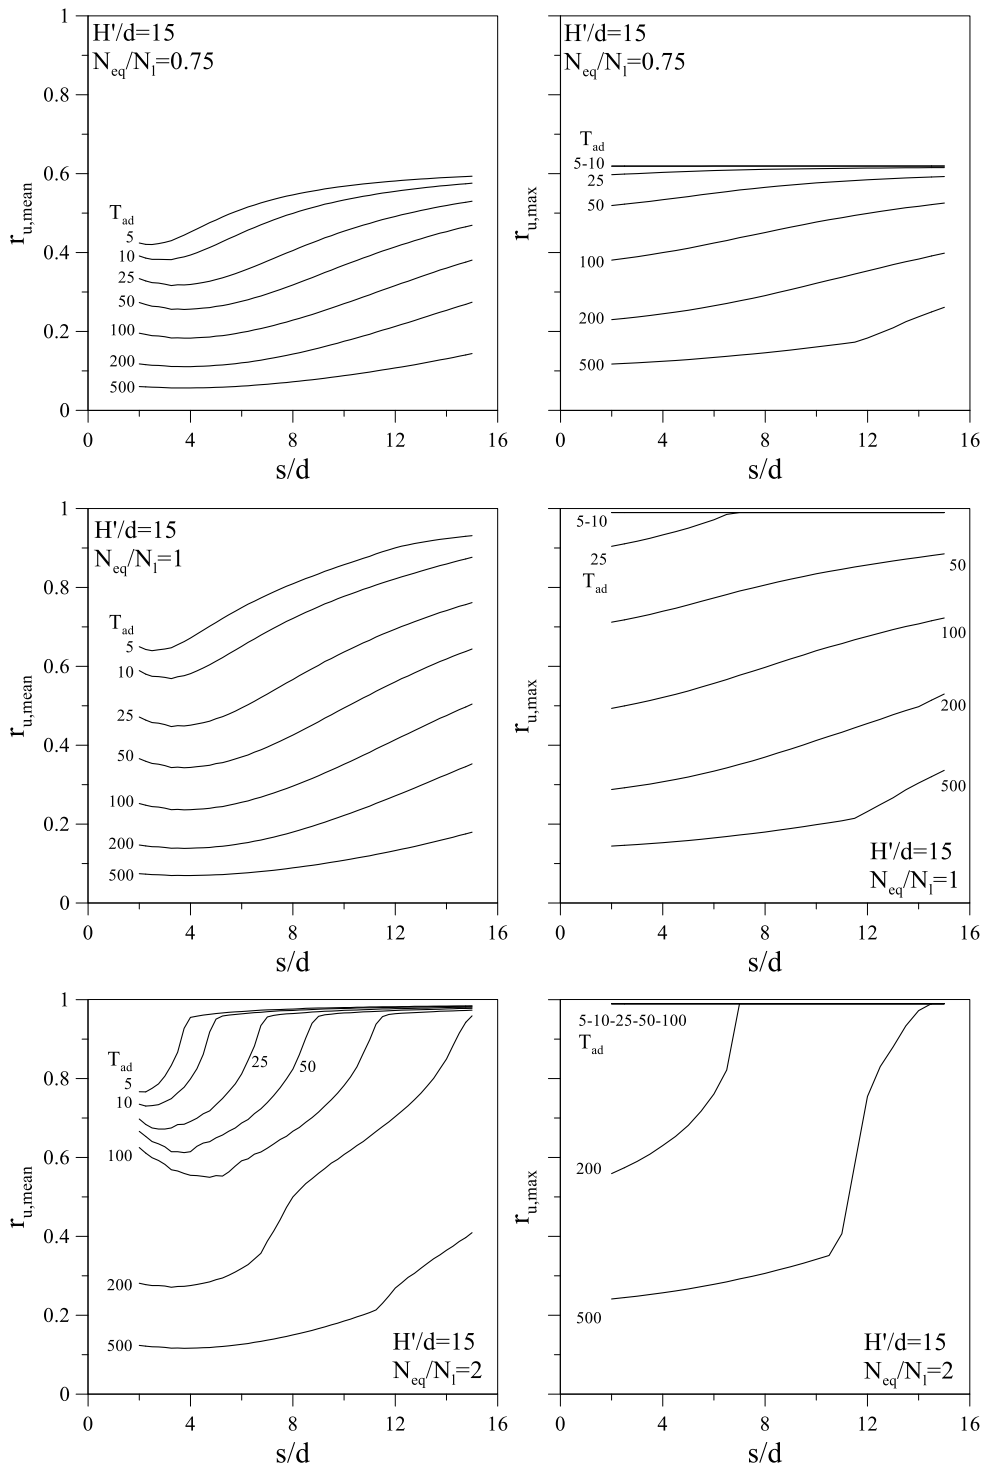 H'/d=15
N_eq/N_l=0.75
1
0.8
0.6
0.4
0.2
0
r_u,mean
T_ad
5
10
25
50
100
200
500
0 4 8 12 16
s/d
H'/d=15
N_eq/N_l=0.75
r_u,max
T_ad
5-10
25
50
100
200
500
0 4 8 12 16
s/d
H'/d=15
N_eq/N_l=1
1
0.8
0.6
0.4
0.2
0
r_u,mean
T_ad
5
10
25
50
100
200
500
0 4 8 12 16
s/d
r_u,max
5-10
25
T_ad
50
100
200
500
H'/d=15
N_eq/N_l=1
0 4 8 12 16
s/d
1
0.8
0.6
0.4
0.2
0
r_u,mean
T_ad
5
10
25
50
100
200
500
H'/d=15
N_eq/N_l=2
0 4 8 12 16
s/d
r_u,max
5-10-25-50-100
T_ad
200
500
H'/d=15
N_eq/N_l=2
0 4 8 12 16
s/d